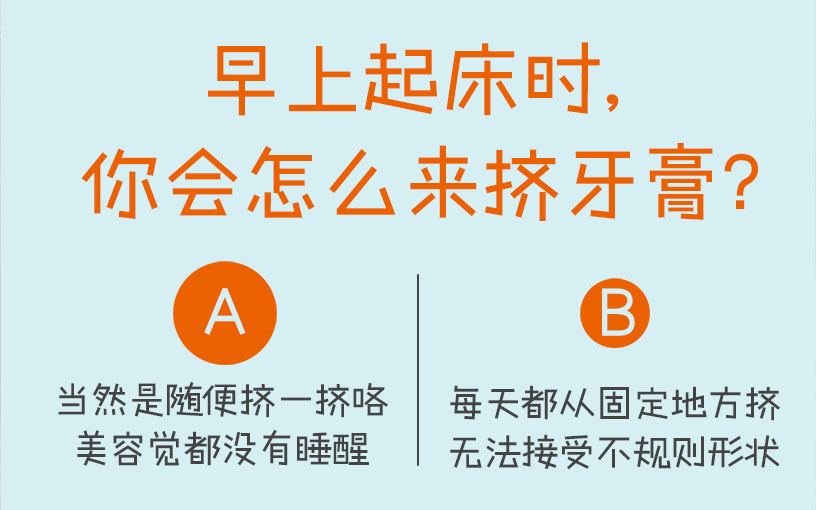 早上起床时,
你会怎么来挤牙膏?
A
当然是随便挤一挤咯
美容觉都没有睡醒
B
每天都从固定地方挤
无法接受不规则形状